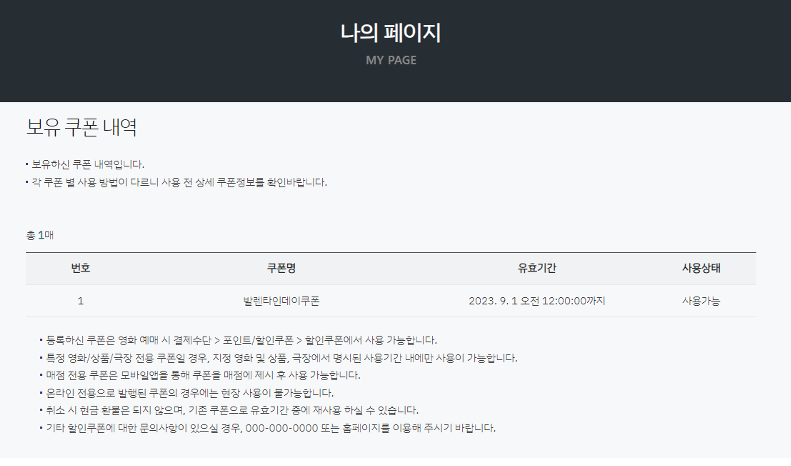 나의 페이지
MY PAGE
보유 쿠폰 내역
• 보유하신 쿠폰 내역입니다.
• 각 쿠폰 별 사용 방법이 다르니 사용 전 상세 쿠폰정보를 확인바랍니다.
총 1매
번호 쿠폰명 유효기간 사용상태
1 발렌타인데이쿠폰 2023. 9. 1 오전 12:00:00까지 사용가능
• 등록하신 쿠폰은 영화 예매 시 결제수단 > 포인트/할인쿠폰 > 할인쿠폰에서 사용 가능합니다.
• 특정 영화/상품/극장 전용 쿠폰일 경우, 지정 영화 및 상품, 극장에서 명시된 사용기간 내에만 사용이 가능합니다.
• 매점 전용 쿠폰은 모바일앱을 통해 쿠폰을 매점에 제시 후 사용 가능합니다.
• 온라인 전용으로 발행된 쿠폰의 경우에는 현장 사용이 불가능합니다.
• 취소 시 현금 환불은 되지 않으며, 기존 쿠폰으로 유효기간 중에 재사용 하실 수 있습니다.
• 기타 할인쿠폰에 대한 문의사항이 있으실 경우, 000-000-0000 또는 홈페이지를 이용해 주시기 바랍니다.